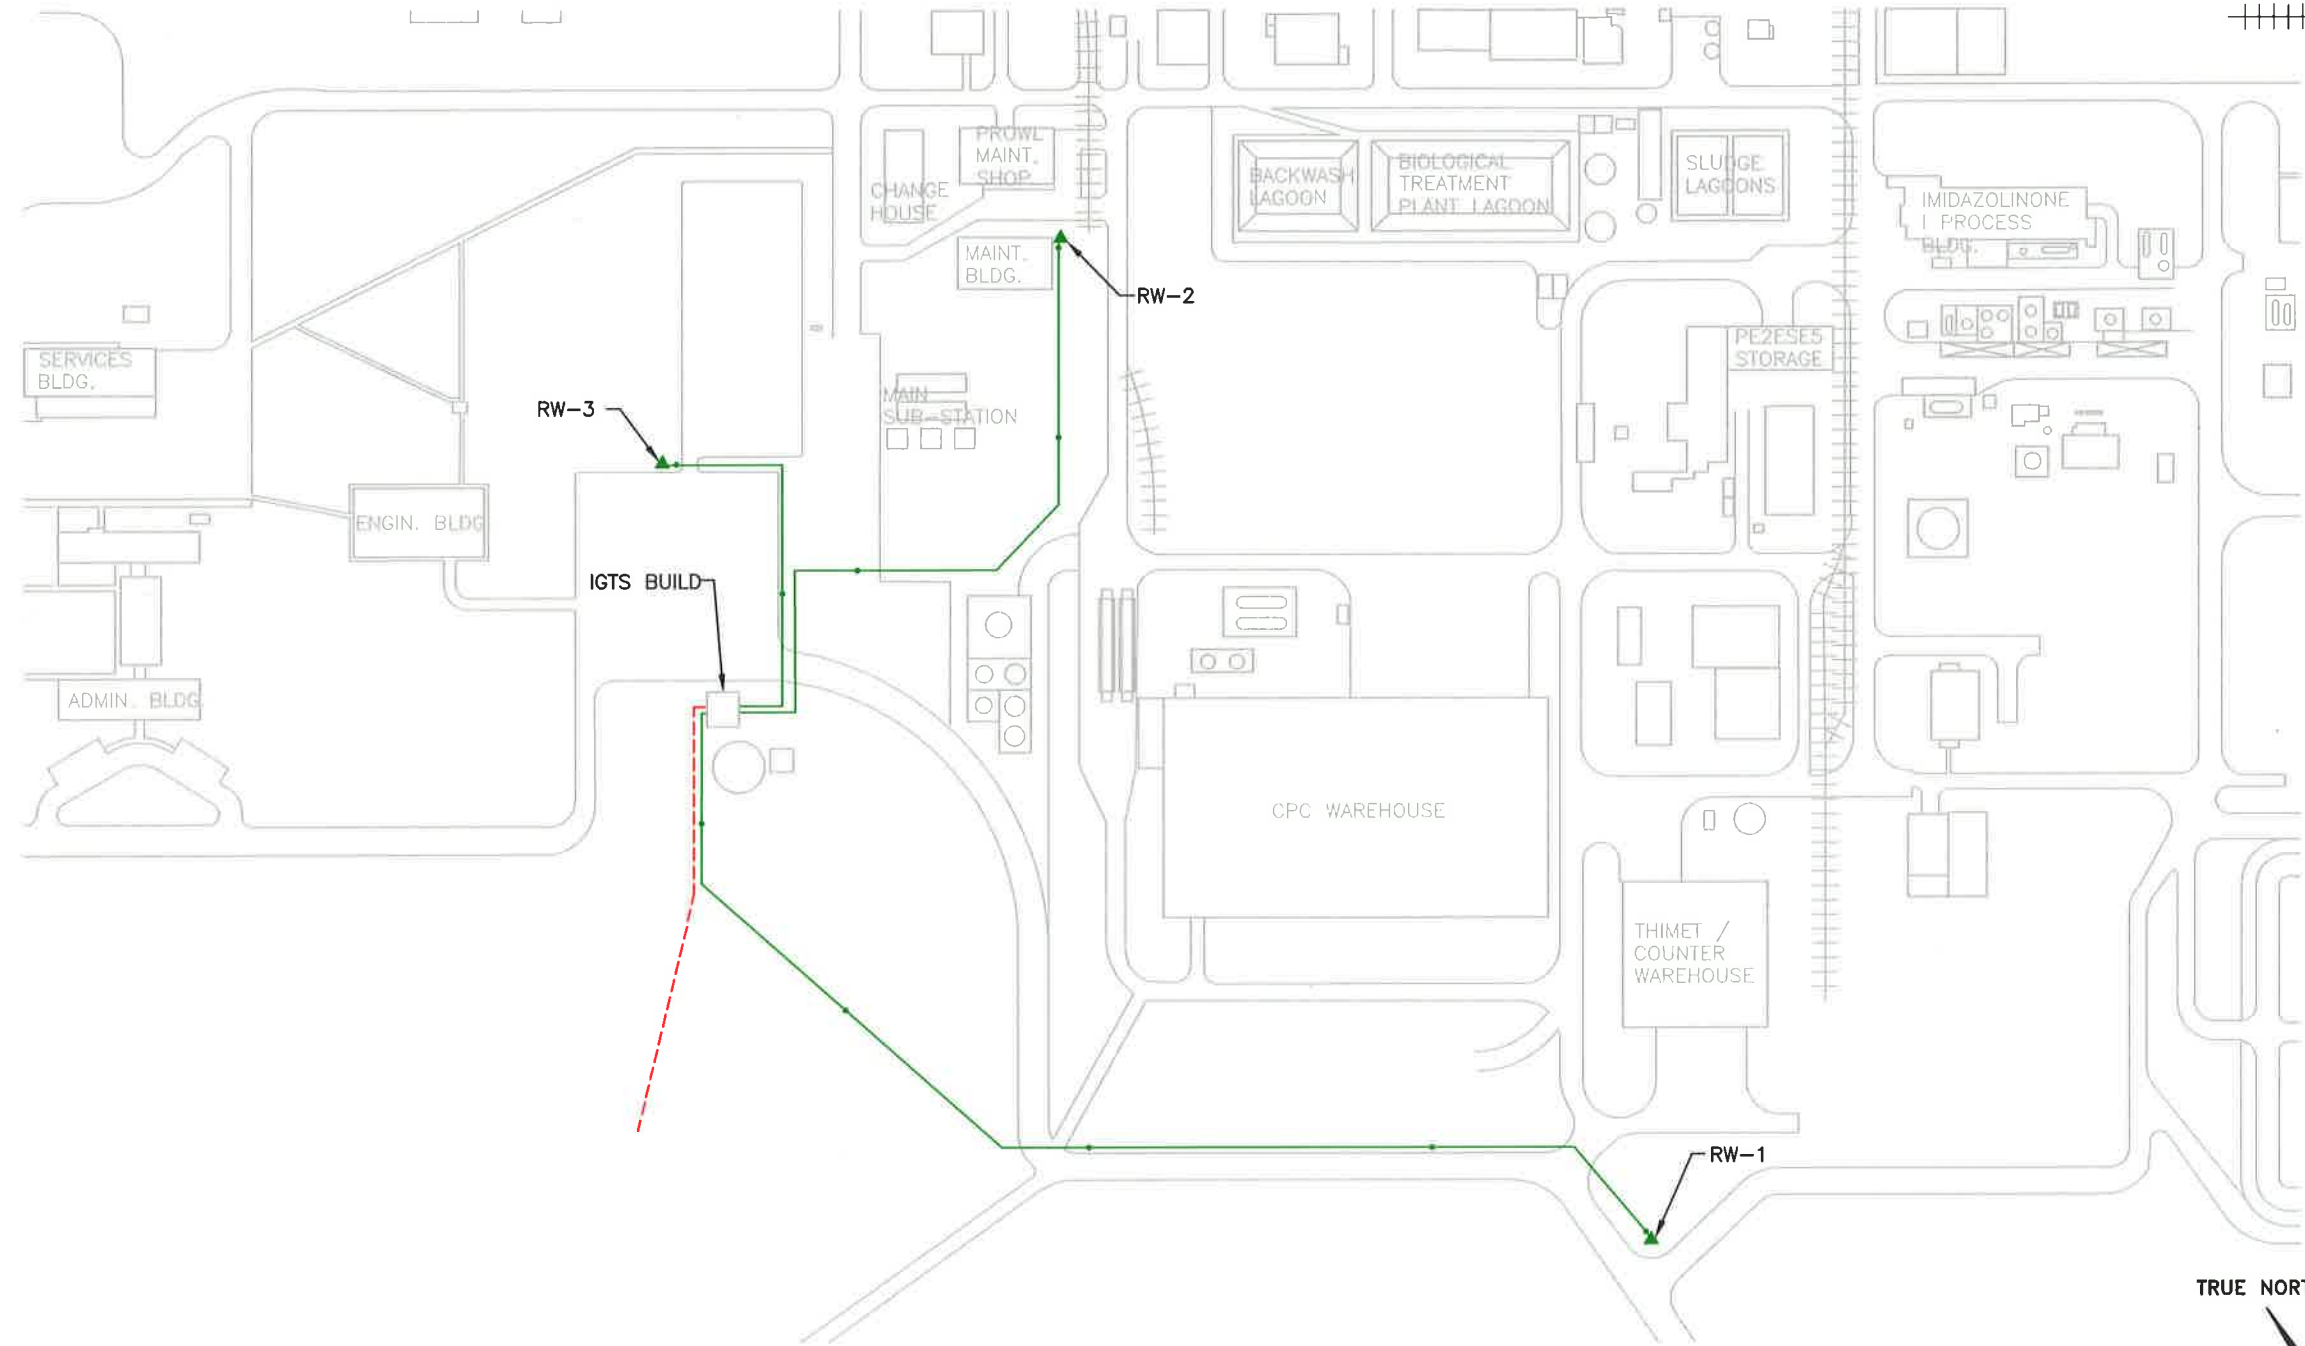 PROWL
MAINT.
SHOP
CHANGE
HOUSE
BACKWASH
LAGOON
BIOLOGICAL
TREATMENT
PLANT LAGOON
SLUDGE
LAGOONS
IMIDAZOLINONE
I PROCESS
BLDG.
MAINT.
BLDG.
RW-2
SERVICES
BLDG.
PE2ESE5
STORAGE
MAIN
SUB-STATION
RW-3
ENGIN. BLDG
IGTS BUILD
ADMIN. BLDG
CPC WAREHOUSE
THIMET /
COUNTER
WAREHOUSE
RW-1
TRUE NORT